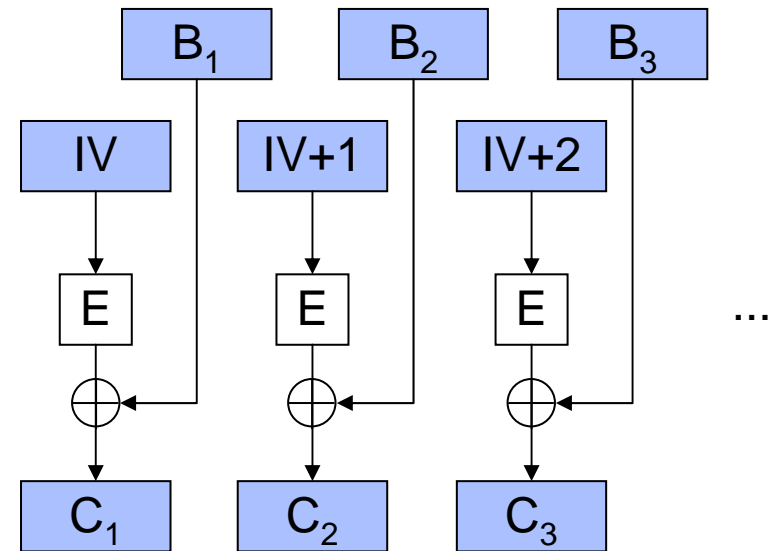 B₁ B₂ B₃
IV IV+1 IV+2
E E E
...
C₁ C₂ C₃